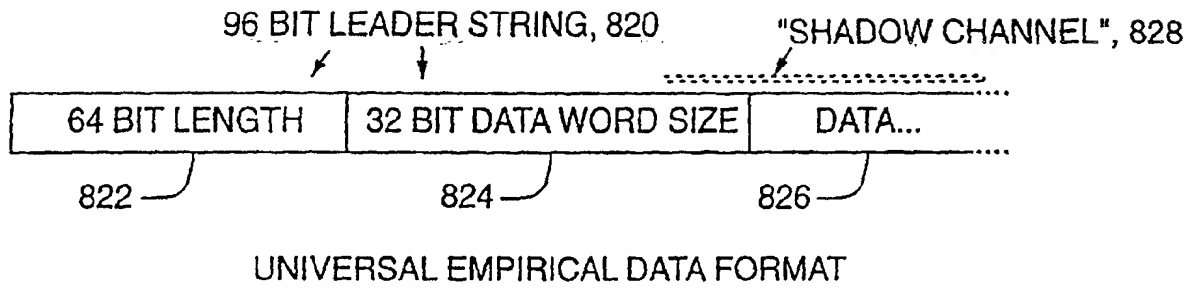 96 BIT LEADER STRING, 820
"SHADOW CHANNEL", 828
64 BIT LENGTH
32 BIT DATA WORD SIZE
DATA...
822
824
826
UNIVERSAL EMPIRICAL DATA FORMAT